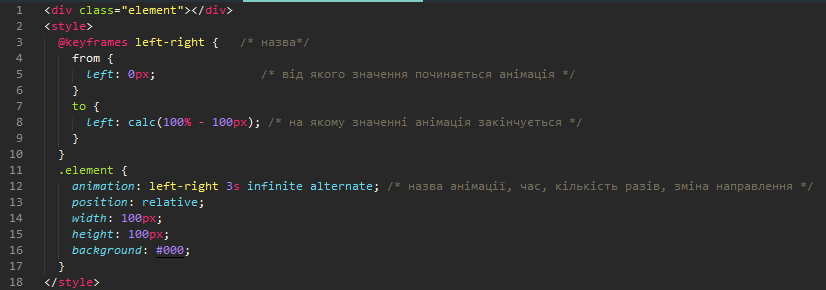 1 <div class="element"></div>
2 <style>
3 @keyframes left-right { /* назва*/
4 from {
5 left: 0px; /* від якого значення починається анімація */
6 }
7 to {
8 left: calc(100% - 100px); /* на якому значенні анімація закінчується */
9 }
10 }
11 .element {
12 animation: left-right 3s infinite alternate; /* назва анімації, час, кількість разів, зміна направлення */
13 position: relative;
14 width: 100px;
15 height: 100px;
16 background: #000;
17 }
18 </style>